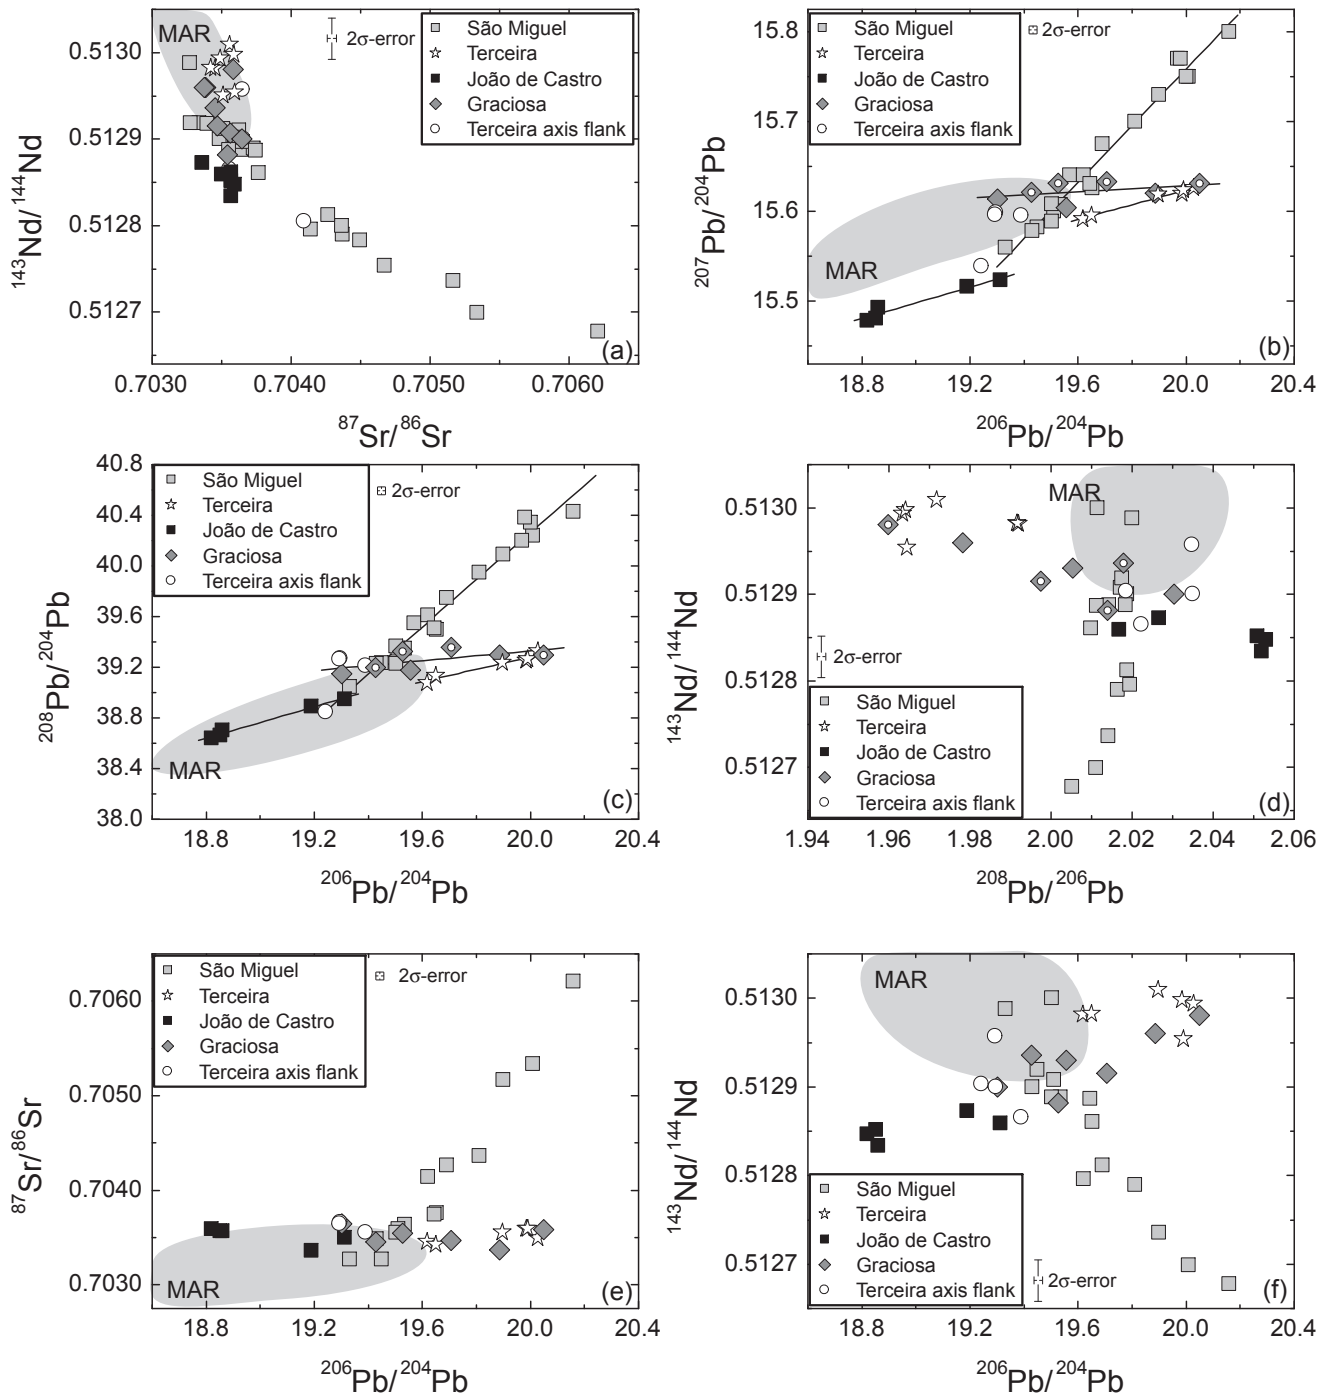 MAR
2σ-error
São Miguel
Terceira
João de Castro
Graciosa
Terceira axis flank
0.5130
0.5129
0.5128
0.5127
143Nd/144Nd
(a)
0.7030 0.7040 0.7050 0.7060
87Sr/86Sr
São Miguel
Terceira
João de Castro
Graciosa
Terceira axis flank
2σ-error
15.8
15.7
15.6
15.5
207Pb/204Pb
MAR
(b)
18.8 19.2 19.6 20.0 20.4
206Pb/204Pb
São Miguel
Terceira
João de Castro
Graciosa
Terceira axis flank
2σ-error
40.8
40.4
40.0
39.6
39.2
38.8
38.4
38.0
208Pb/204Pb
MAR
(c)
18.8 19.2 19.6 20.0 20.4
206Pb/204Pb
MAR
0.5130
0.5129
0.5128
0.5127
143Nd/144Nd
2σ-error
São Miguel
Terceira
João de Castro
Graciosa
Terceira axis flank
(d)
1.94 1.96 1.98 2.00 2.02 2.04 2.06
208Pb/206Pb
São Miguel
Terceira
João de Castro
Graciosa
Terceira axis flank
2σ-error
0.7060
0.7050
0.7040
0.7030
87Sr/86Sr
MAR
(e)
18.8 19.2 19.6 20.0 20.4
206Pb/204Pb
MAR
0.5130
0.5129
0.5128
0.5127
143Nd/144Nd
São Miguel
Terceira
João de Castro
Graciosa
Terceira axis flank
2σ-error
(f)
18.8 19.2 19.6 20.0 20.4
206Pb/204Pb